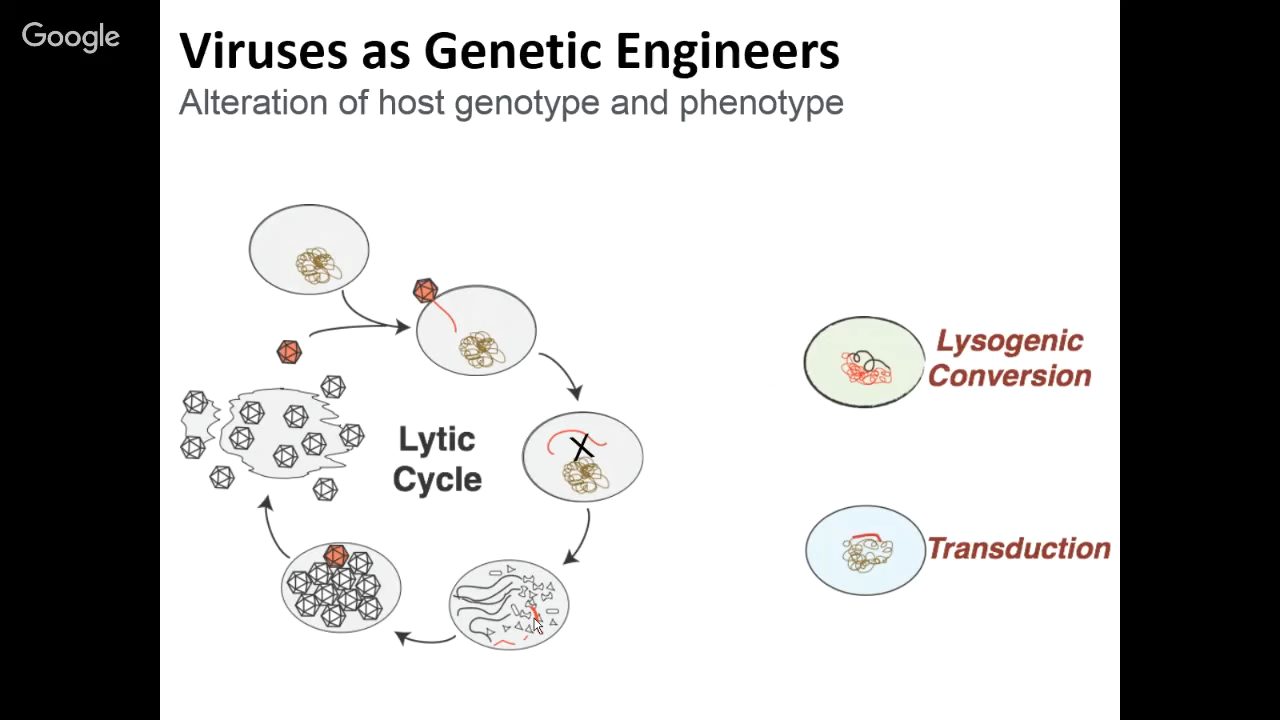 Google
Viruses as Genetic Engineers
Alteration of host genotype and phenotype
Lytic
Cycle
X
Lysogenic
Conversion
Transduction